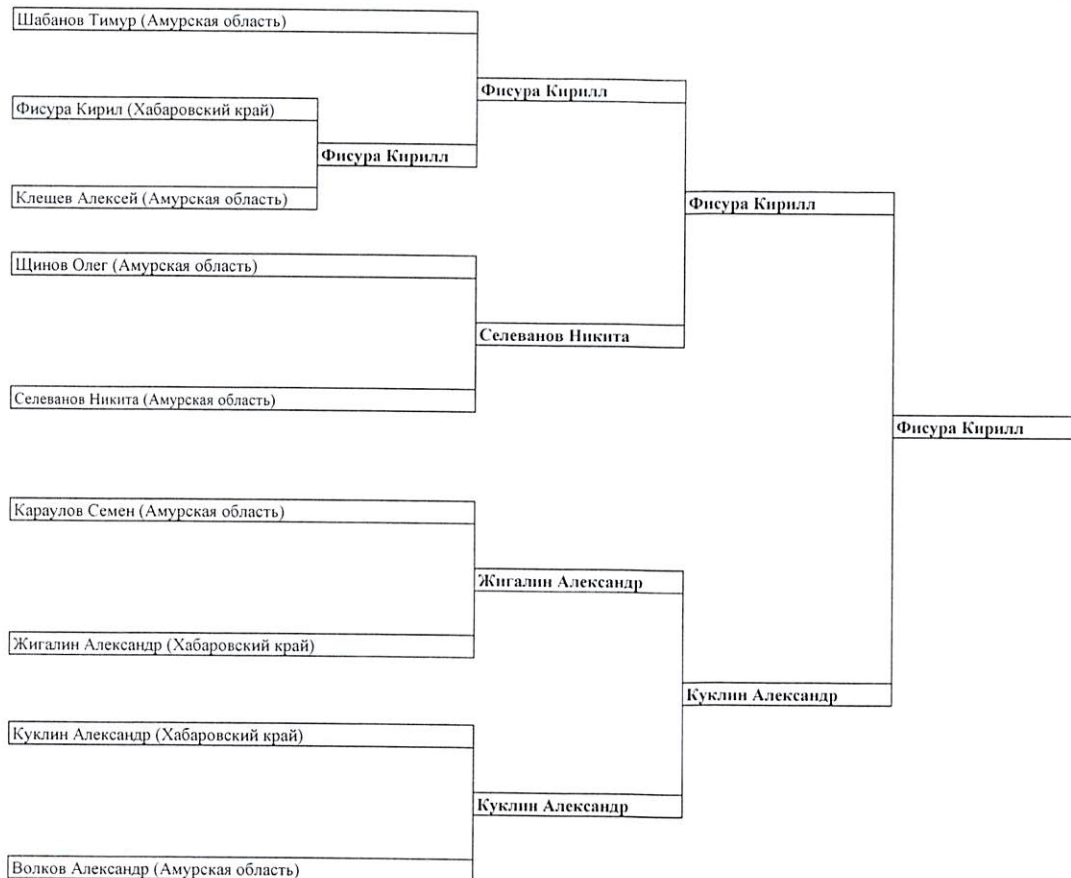 Шабанов Тимур (Амурская область)
Фисура Кирилл
Фисура Кирил (Хабаровский край)
Фисура Кирилл
Клещев Алексей (Амурская область)
Фисура Кирилл
Щинов Олег (Амурская область)
Селеванов Никита
Селеванов Никита (Амурская область)
Фисура Кирилл
Караулов Семен (Амурская область)
Жигалин Александр
Жигалин Александр (Хабаровский край)
Куклин Александр
Куклин Александр (Хабаровский край)
Куклин Александр
Волков Александр (Амурская область)